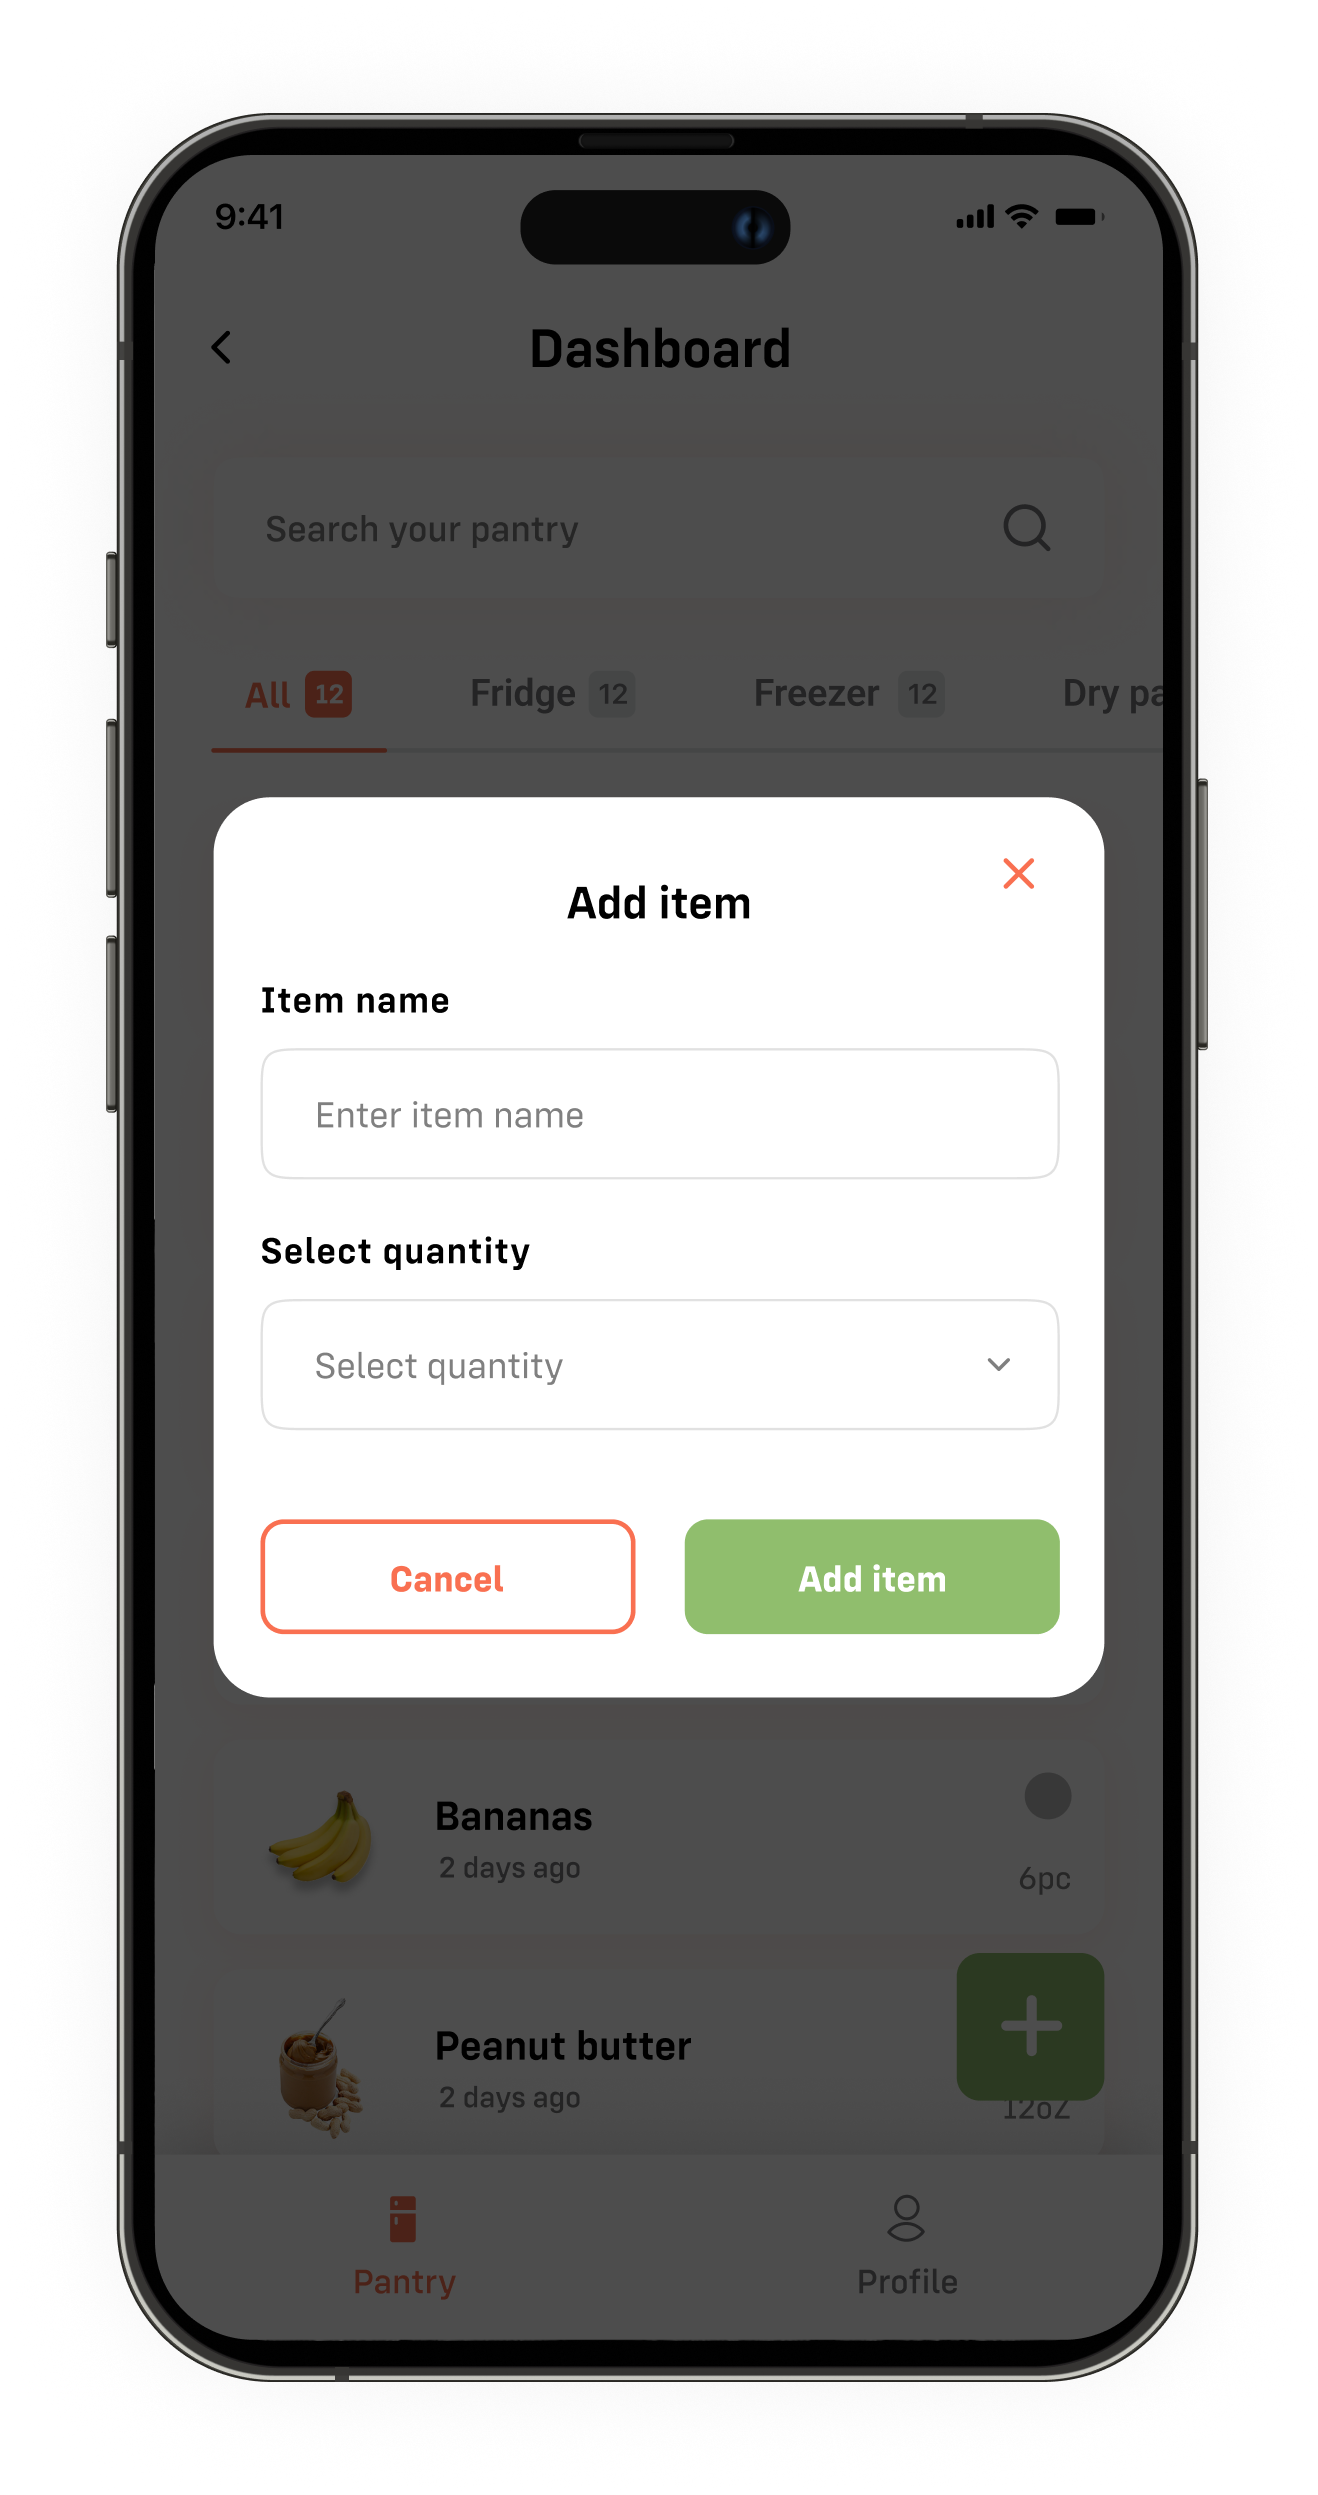 9:41
Dashboard
Search your pantry
All 12 Fridge 12 Freezer 12 Dry pa
Add item
Item name
Enter item name
Select quantity
Select quantity
Cancel Add item
Bananas
2 days ago
6pc
Peanut butter
2 days ago
12oz
Pantry Profile